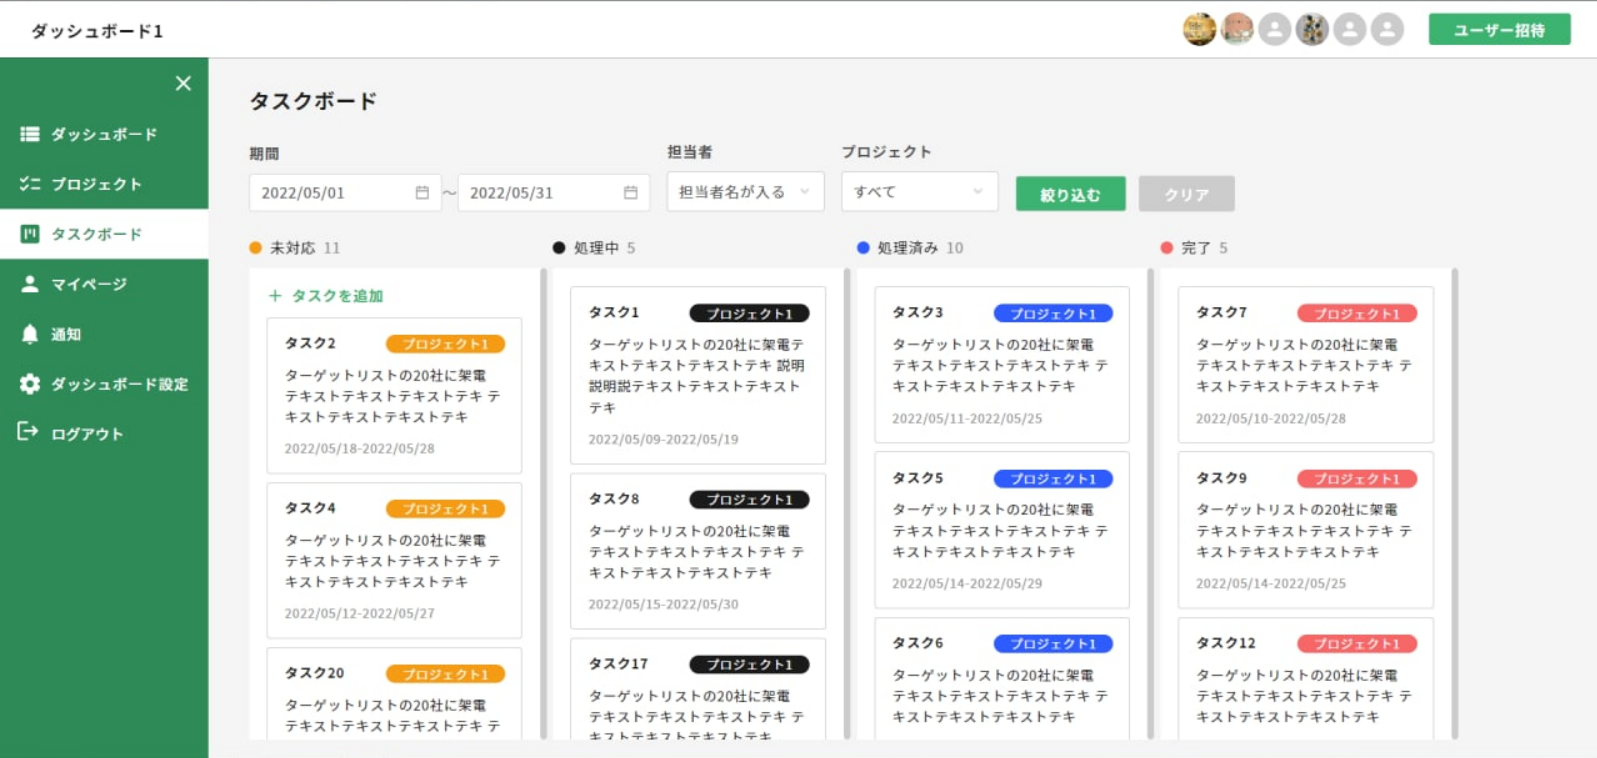 ダッシュボード1
ユーザー招待
ダッシュボード
プロジェクト
タスクボード
マイページ
通知
ダッシュボード設定
ログアウト
タスクボード
期間
担当者
プロジェクト
2022/05/01
～
2022/05/31
担当者名が入る
すべて
絞り込む
クリア
未対応 11
+ タスクを追加
タスク2 プロジェクト1
ターゲットリストの20社に架電
テキストテキストテキストテキ テ
キストテキストテキストテキ
2022/05/18-2022/05/28
タスク4 プロジェクト1
ターゲットリストの20社に架電
テキストテキストテキストテキ テ
キストテキストテキストテキ
2022/05/12-2022/05/27
タスク20 プロジェクト1
ターゲットリストの20社に架電
テキストテキストテキストテキ テ
処理中 5
タスク1 プロジェクト1
ターゲットリストの20社に架電テ
キストテキストテキストテキ 説明
説明説テキストテキストテキスト
テキ
2022/05/09-2022/05/19
タスク8 プロジェクト1
ターゲットリストの20社に架電
テキストテキストテキストテキ テ
キストテキストテキストテキ
2022/05/15-2022/05/30
タスク17 プロジェクト1
ターゲットリストの20社に架電
テキストテキストテキストテキ テ
キストテキストテキストテキ
処理済み 10
タスク3 プロジェクト1
ターゲットリストの20社に架電
テキストテキストテキストテキ テ
キストテキストテキストテキ
2022/05/11-2022/05/25
タスク5 プロジェクト1
ターゲットリストの20社に架電
テキストテキストテキストテキ テ
キストテキストテキストテキ
2022/05/14-2022/05/29
タスク6 プロジェクト1
ターゲットリストの20社に架電
テキストテキストテキストテキ テ
キストテキストテキストテキ
完了 5
タスク7 プロジェクト1
ターゲットリストの20社に架電
テキストテキストテキストテキ テ
キストテキストテキストテキ
2022/05/10-2022/05/28
タスク9 プロジェクト1
ターゲットリストの20社に架電
テキストテキストテキストテキ テ
キストテキストテキストテキ
2022/05/14-2022/05/25
タスク12 プロジェクト1
ターゲットリストの20社に架電
テキストテキストテキストテキ テ
キストテキストテキストテキ